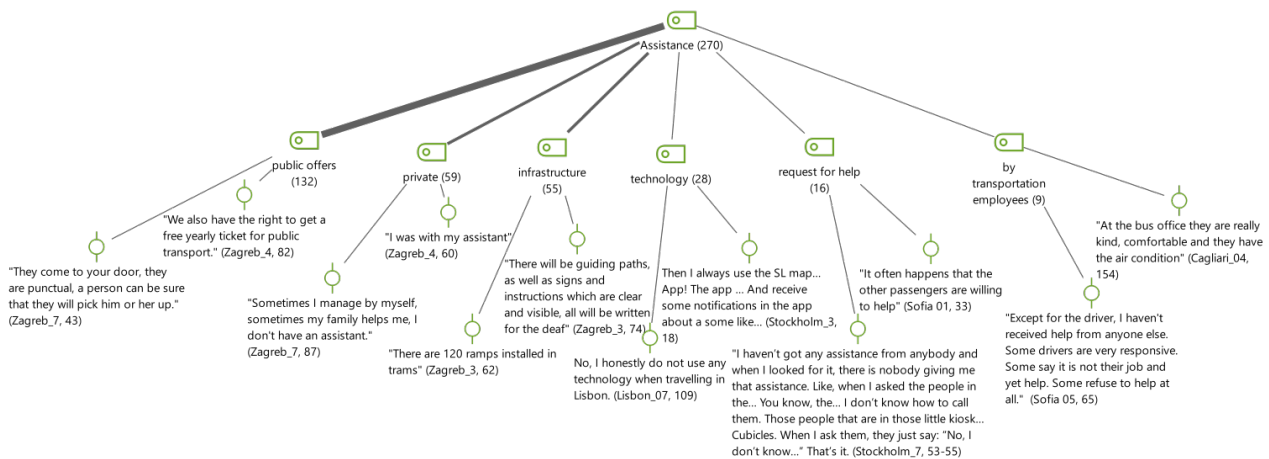 Assistance (270)
public offers
(132)
private (59)
infrastructure
(55)
technology (28)
request for help
(16)
by
transportation
employees (9)
"They come to your door, they
are punctual, a person can be sure
that they will pick him or her up."
(Zagreb_7, 43)
"We also have the right to get a
free yearly ticket for public
transport." (Zagreb_4, 82)
"Sometimes I manage by myself,
sometimes my family helps me, I
don't have an assistant."
(Zagreb_7, 87)
"I was with my assistant"
(Zagreb_4, 60)
"There are 120 ramps installed in
trams" (Zagreb_3, 62)
"There will be guiding paths,
as well as signs and
instructions which are clear
and visible, all will be written
for the deaf" (Zagreb_3, 74)
No, I honestly do not use any
technology when travelling in
Lisbon. (Lisbon_07, 109)
Then I always use the SL map...
App! The app ... And receive
some notifications in the app
about a some like... (Stockholm_3,
18)
"I haven't got any assistance from anybody and
when I looked for it, there is nobody giving me
that assistance. Like, when I asked the people in
the... You know, the... I don't know how to call
them. Those people that are in those little kiosk...
Cubicles. When I ask them, they just say: "No, I
don't know..." That's it. (Stockholm_7, 53-55)
"It often happens that the
other passengers are willing
to help" (Sofia 01, 33)
"Except for the driver, I haven't
received help from anyone else.
Some drivers are very responsive.
Some say it is not their job and
yet help. Some refuse to help at
all." (Sofia 05, 65)
"At the bus office they are really
kind, comfortable and they have
the air condition" (Cagliari_04,
154)